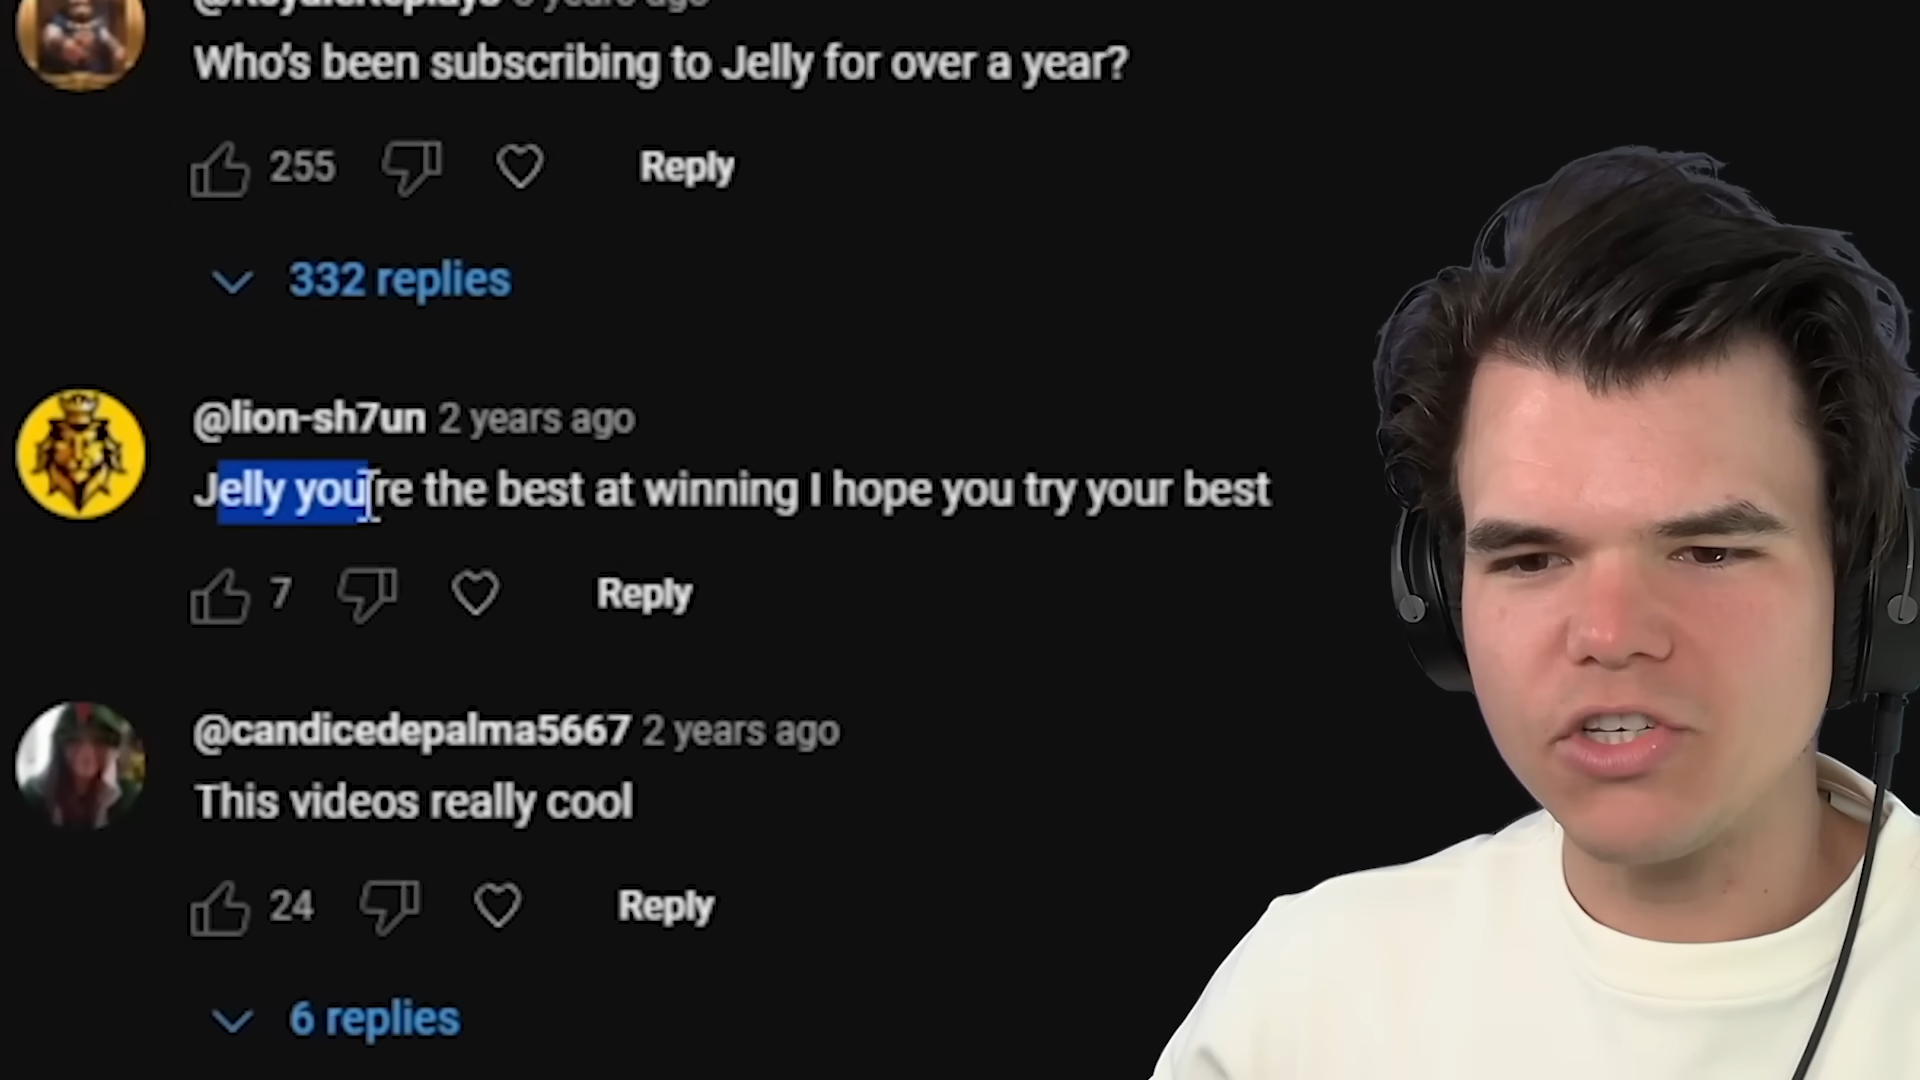 Who's been subscribing to Jelly for over a year?
255 Reply
332 replies
@lion-sh7un 2 years ago
Jelly you're the best at winning I hope you try your best
7 Reply
@candicedepalma5667 2 years ago
This videos really cool
24 Reply
6 replies